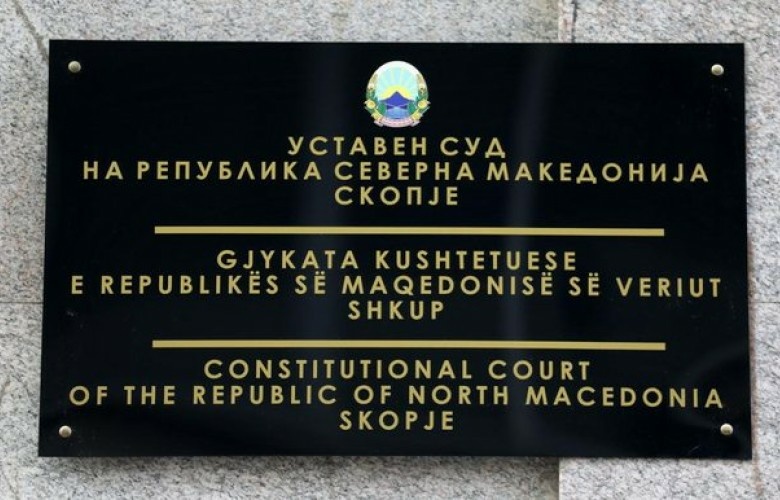 УСТАВЕН СУД
НА РЕПУБЛИКА СЕВЕРНА МАКЕДОНИЈА
СКОПЈЕ
GJYKATA KUSHTETUESE
E REPUBLIKËS SË MAQEDONISË SË VERIUT
SHKUP
CONSTITUTIONAL COURT
OF THE REPUBLIC OF NORTH MACEDONIA
SKOPJE